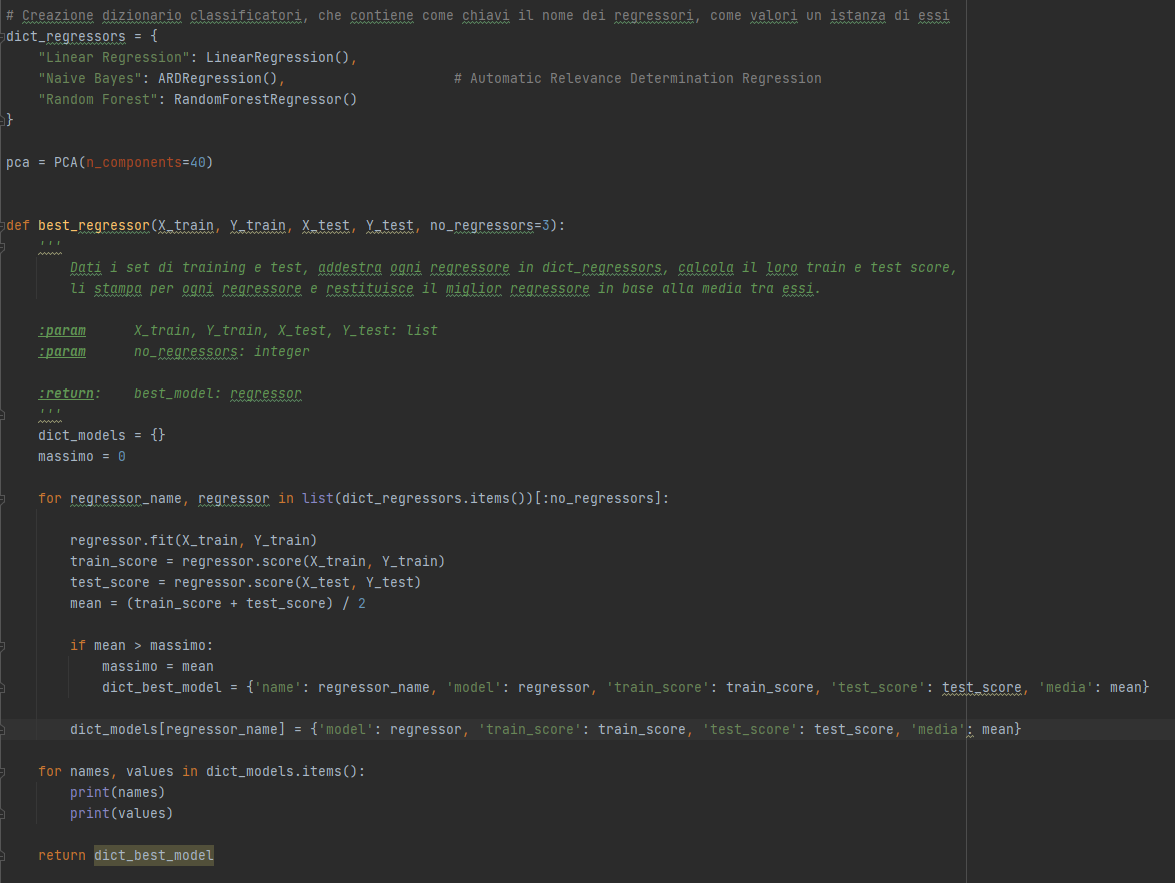 # Creazione dizionario classificatori, che contiene come chiavi il nome dei regressori, come valori un istanza di essi
dict_regressors = {
    "Linear Regression": LinearRegression(),
    "Naive Bayes": ARDRegression(),                     # Automatic Relevance Determination Regression
    "Random Forest": RandomForestRegressor()
}

pca = PCA(n_components=40)


def best_regressor(X_train, Y_train, X_test, Y_test, no_regressors=3):
    '''
        Dati i set di training e test, addestra ogni regressore in dict_regressors, calcola il loro train e test score,
        li stampa per ogni regressore e restituisce il miglior regressore in base alla media tra essi.

    :param      X_train, Y_train, X_test, Y_test: list
    :param      no_regressors: integer

    :return:    best_model: regressor
    '''
    dict_models = {}
    massimo = 0

    for regressor_name, regressor in list(dict_regressors.items())[:no_regressors]:

        regressor.fit(X_train, Y_train)
        train_score = regressor.score(X_train, Y_train)
        test_score = regressor.score(X_test, Y_test)
        mean = (train_score + test_score) / 2

        if mean > massimo:
            massimo = mean
            dict_best_model = {'name': regressor_name, 'model': regressor, 'train_score': train_score, 'test_score': test_score, 'media': mean}

        dict_models[regressor_name] = {'model': regressor, 'train_score': train_score, 'test_score': test_score, 'media': mean}

    for names, values in dict_models.items():
        print(names)
        print(values)

    return dict_best_model